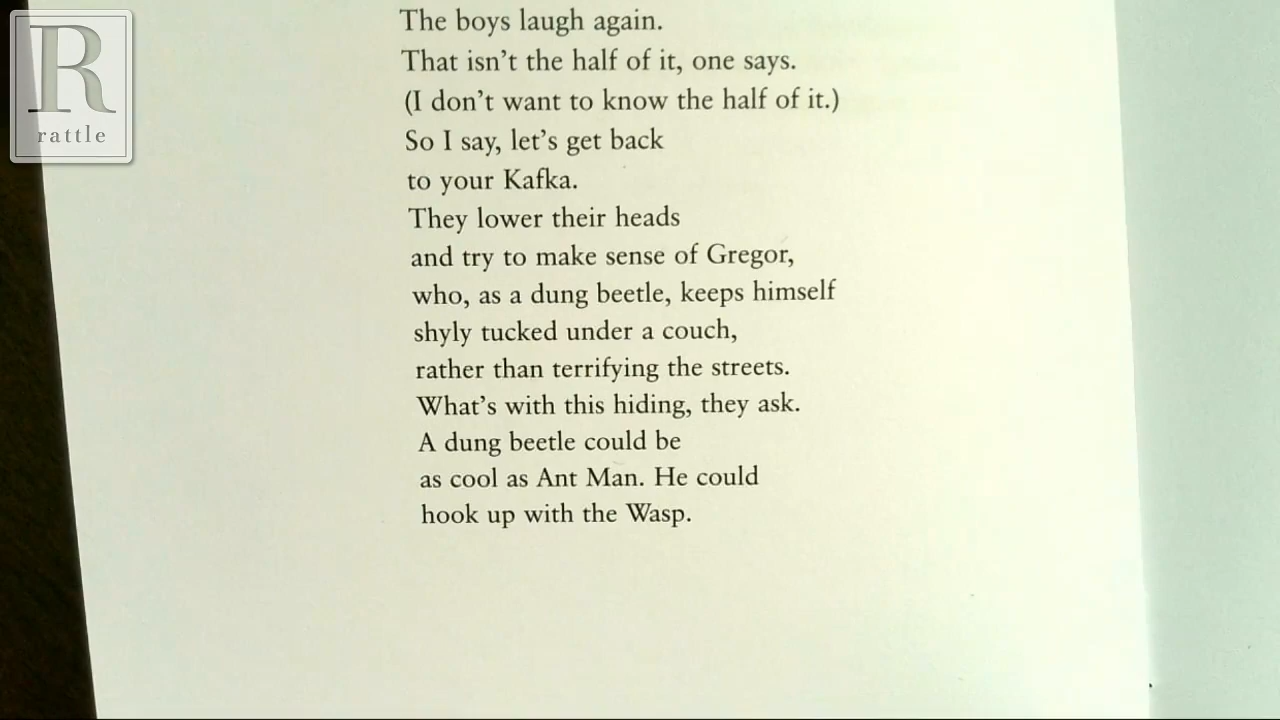 R
rattle
The boys laugh again.
That isn't the half of it, one says.
(I don't want to know the half of it.)
So I say, let's get back
to your Kafka.
They lower their heads
and try to make sense of Gregor,
who, as a dung beetle, keeps himself
shyly tucked under a couch,
rather than terrifying the streets.
What's with this hiding, they ask.
A dung beetle could be
as cool as Ant Man. He could
hook up with the Wasp.